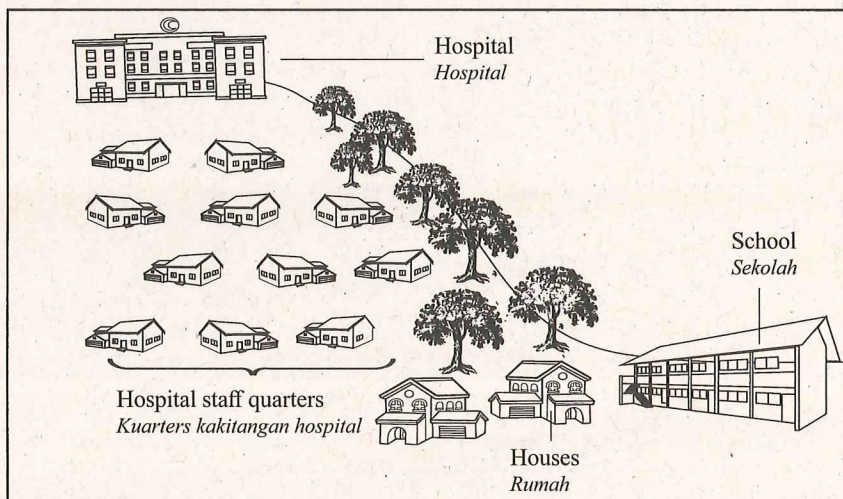 Hospital
Hospital
School
Sekolah
Hospital staff quarters
Kuarters kakitangan hospital
Houses
Rumah